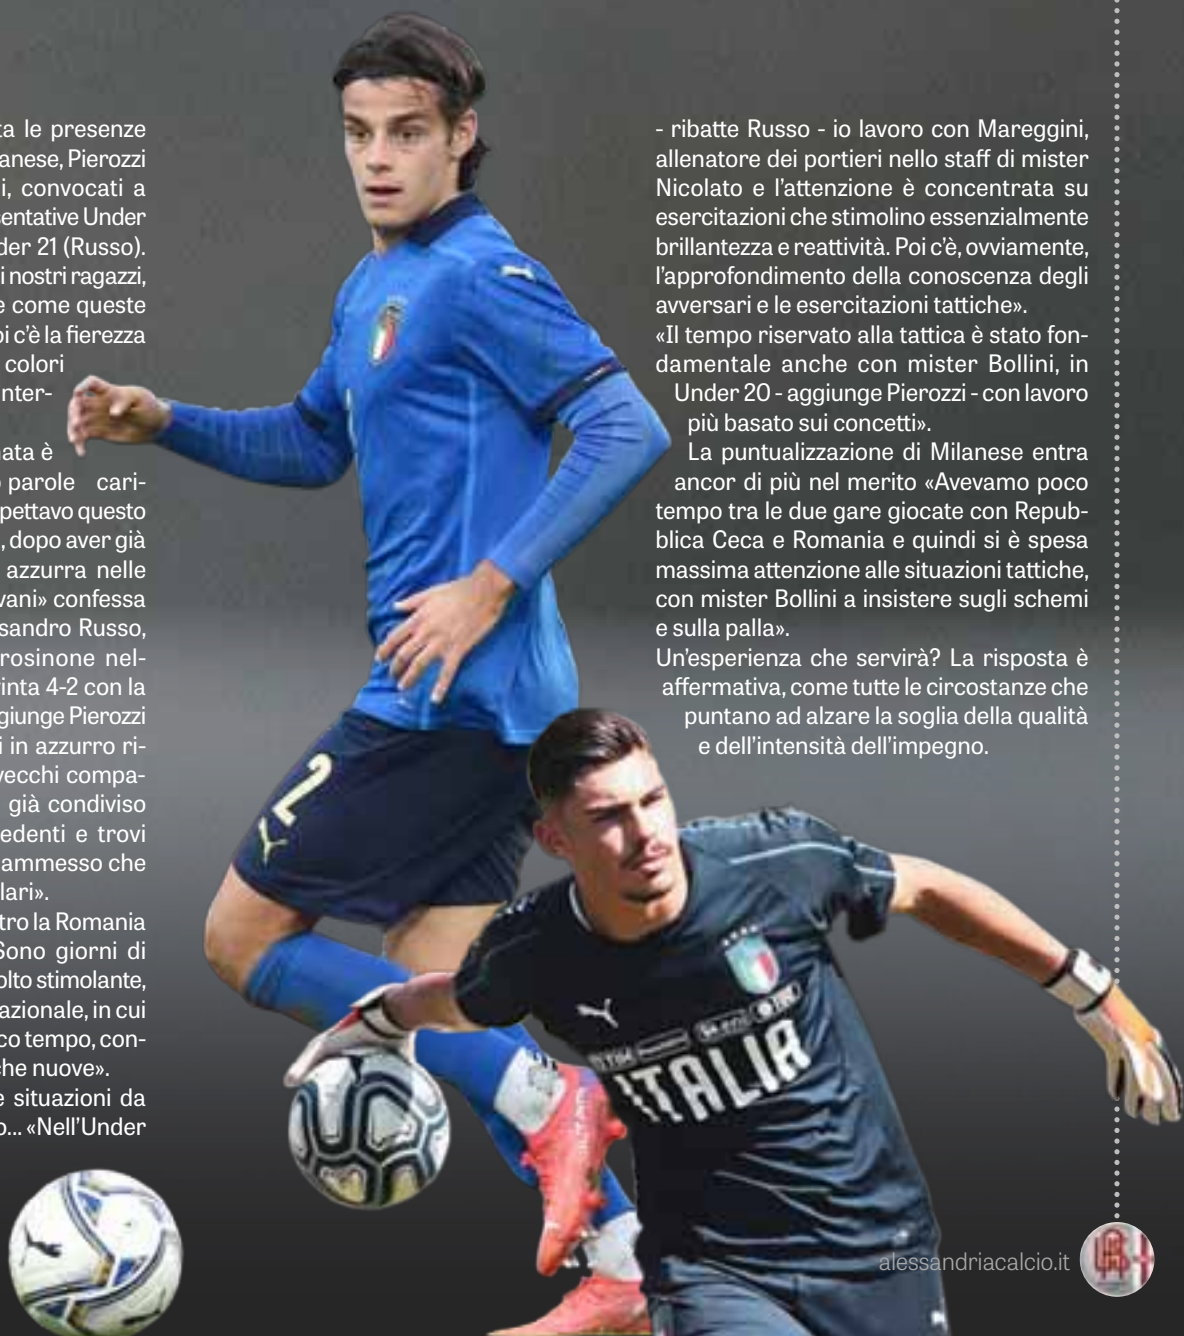 ta le presenze
anese, Pierozzi
i, convocati a
sentative Under
der 21 (Russo).
i nostri ragazzi,
e come queste
oi c'è la fierezza
colori
nter-
ata è
parole cari-
pettavo questo
, dopo aver già
azzurra nelle
vani» confessa
sandro Russo,
rosinone nel-
inta 4-2 con la
giunge Pierozzi
i in azzurro ri-
vecchi compa-
già condiviso
edenti e trovi
ammesso che
lari».
tro la Romania
Sono giorni di
olto stimolante,
azionale, in cui
co tempo, con-
che nuove».
e situazioni da
o... «Nell'Under
- ribatte Russo - io lavoro con Mareggini,
allenatore dei portieri nello staff di mister
Nicolato e l'attenzione è concentrata su
esercitazioni che stimolino essenzialmente
brillantezza e reattività. Poi c'è, ovviamente,
l'approfondimento della conoscenza degli
avversari e le esercitazioni tattiche».
«Il tempo riservato alla tattica è stato fon-
damentale anche con mister Bollini, in
Under 20 - aggiunge Pierozzi - con lavoro
più basato sui concetti».
La puntualizzazione di Milanese entra
ancor di più nel merito «Avevamo poco
tempo tra le due gare giocate con Repub-
blica Ceca e Romania e quindi si è spesa
massima attenzione alle situazioni tattiche,
con mister Bollini a insistere sugli schemi
e sulla palla».
Un'esperienza che servirà? La risposta è
affermativa, come tutte le circostanze che
puntano ad alzare la soglia della qualità
e dell'intensità dell'impegno.
2
ITALIA
alessandriacalcio.it